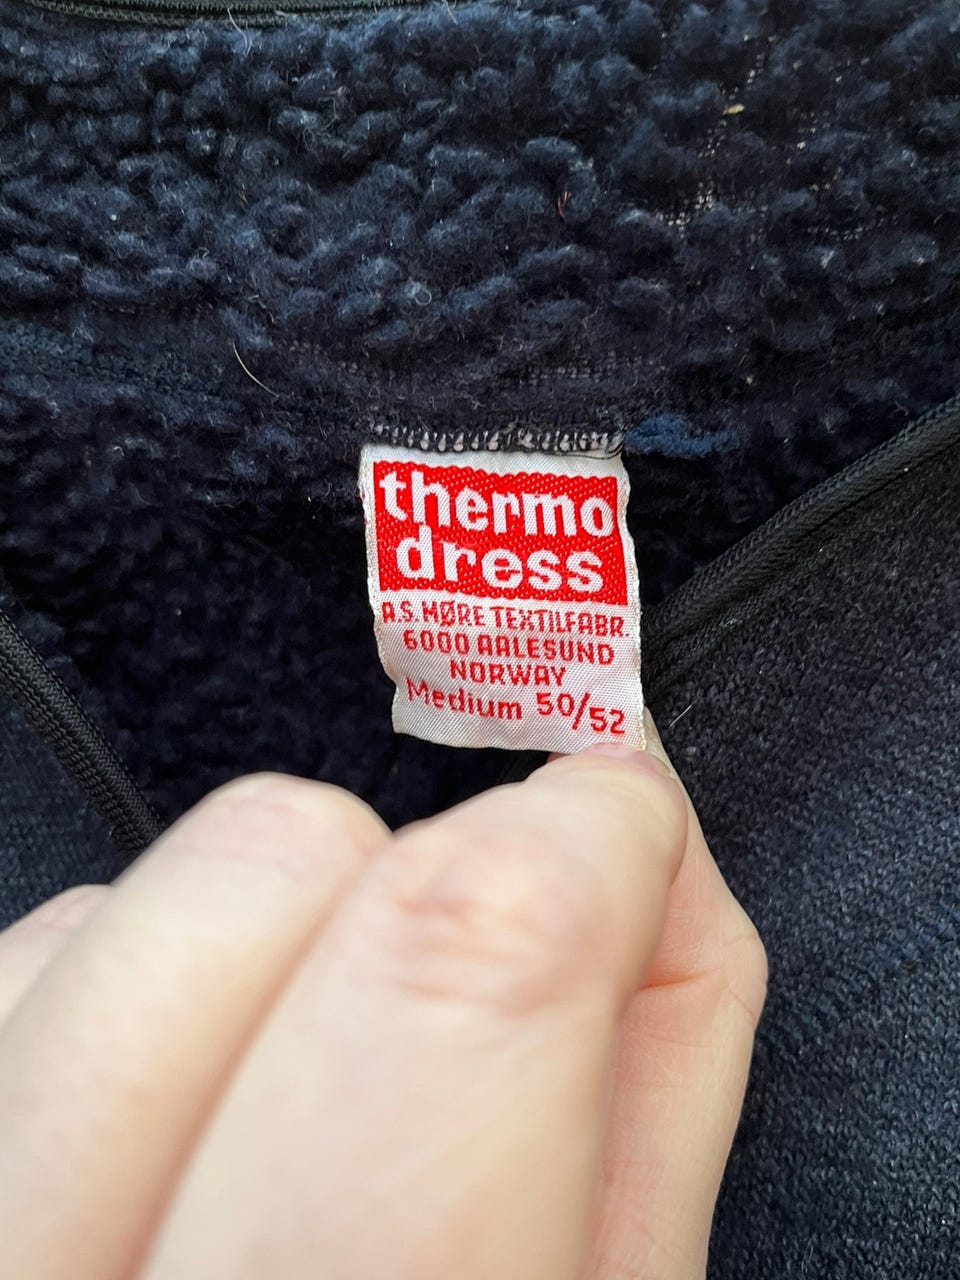 thermo
dress
A.S. MØRE TEXTILFABR.
6000 AALESUND
NORWAY
Medium 50/52